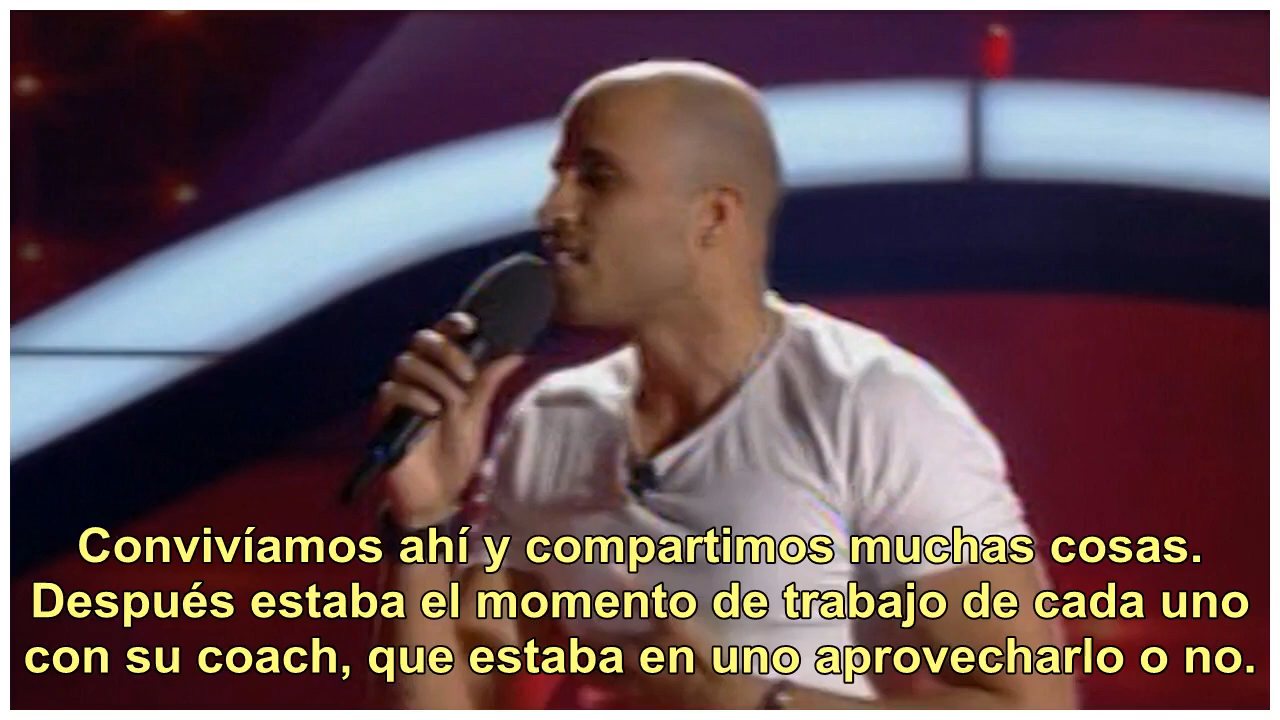 Convivíamos ahí y compartimos muchas cosas.
Después estaba el momento de trabajo de cada uno
con su coach, que estaba en uno aprovecharlo o no.